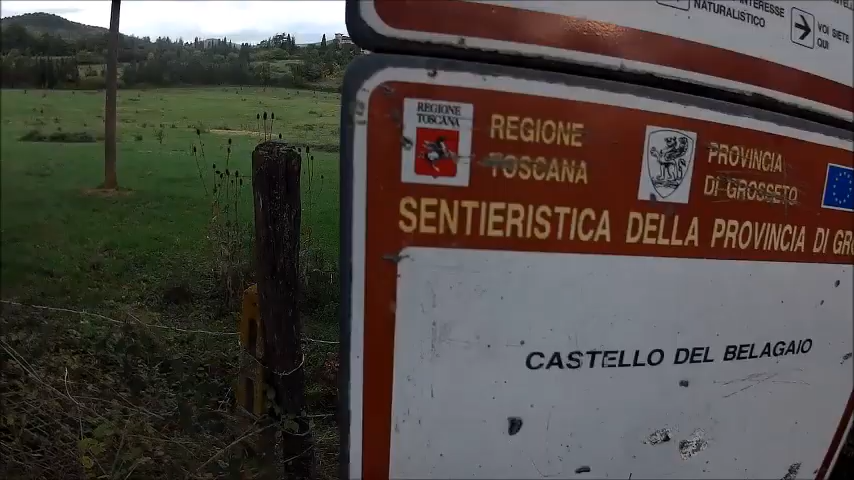 NATURALISTICO
VOI SIETE
QUI
REGIONE
TOSCANA
REGIONE
TOSCANA
PROVINCIA
DI GROSSETO
SENTIERISTICA DELLA PROVINCIA DI
CASTELLO DEL BELAGAIO